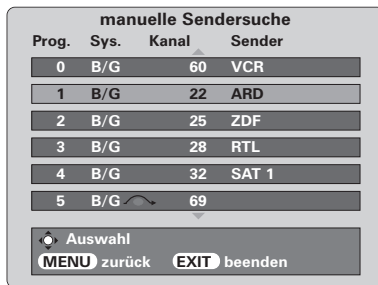 manuelle Sendersuche
Prog. Sys. Kanal Sender
0 B/G 60 VCR
1 B/G 22 ARD
2 B/G 25 ZDF
3 B/G 28 RTL
4 B/G 32 SAT 1
5 B/G 69
Auswahl
MENU zurück EXIT beenden